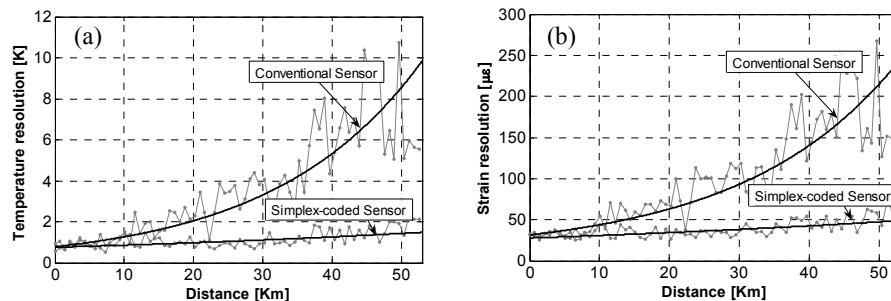 (a)
Temperature resolution [K]
12
10
8
6
4
2
0
Conventional Sensor
Simplex-coded Sensor
0 10 20 30 40 50
Distance [Km]
(b)
Strain resolution [με]
300
250
200
150
100
50
0
Conventional Sensor
Simplex-coded Sensor
0 10 20 30 40 50
Distance [Km]